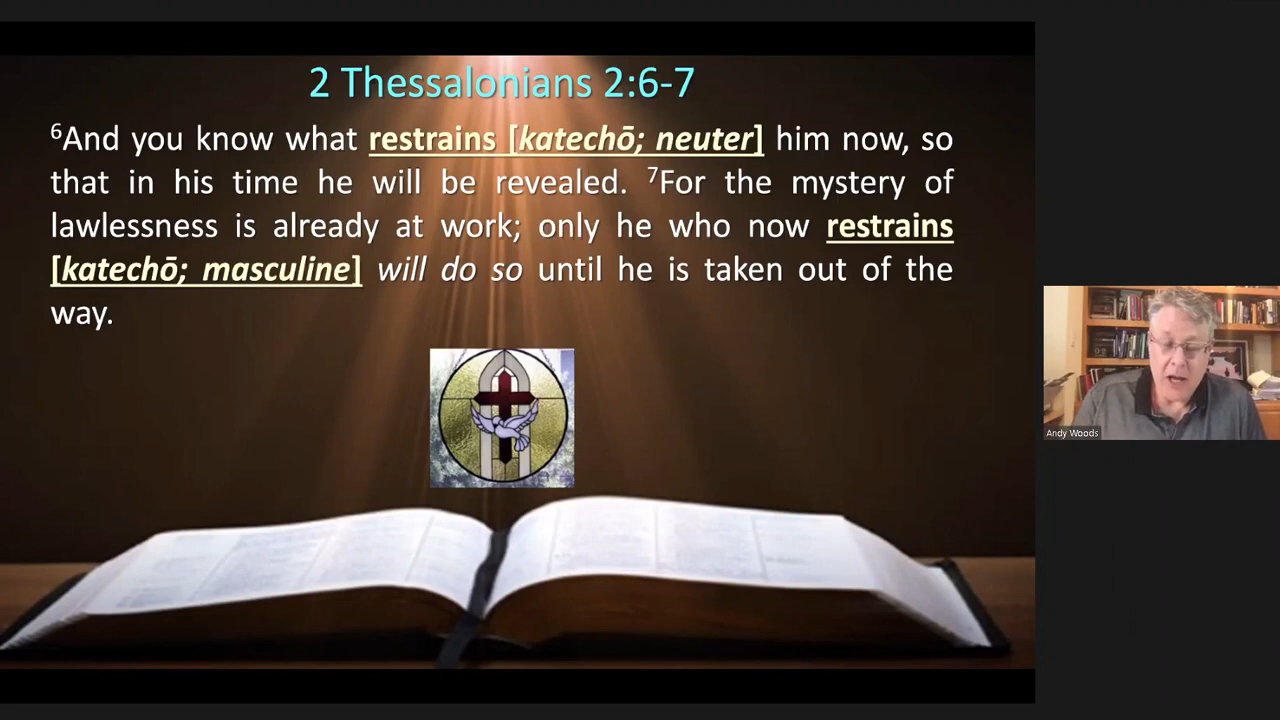 2 Thessalonians 2:6-7
⁶And you know what restrains [katechō; neuter] him now, so
that in his time he will be revealed. ⁷For the mystery of
lawlessness is already at work; only he who now restrains
[katechō; masculine] will do so until he is taken out of the
way.
Andy Woods